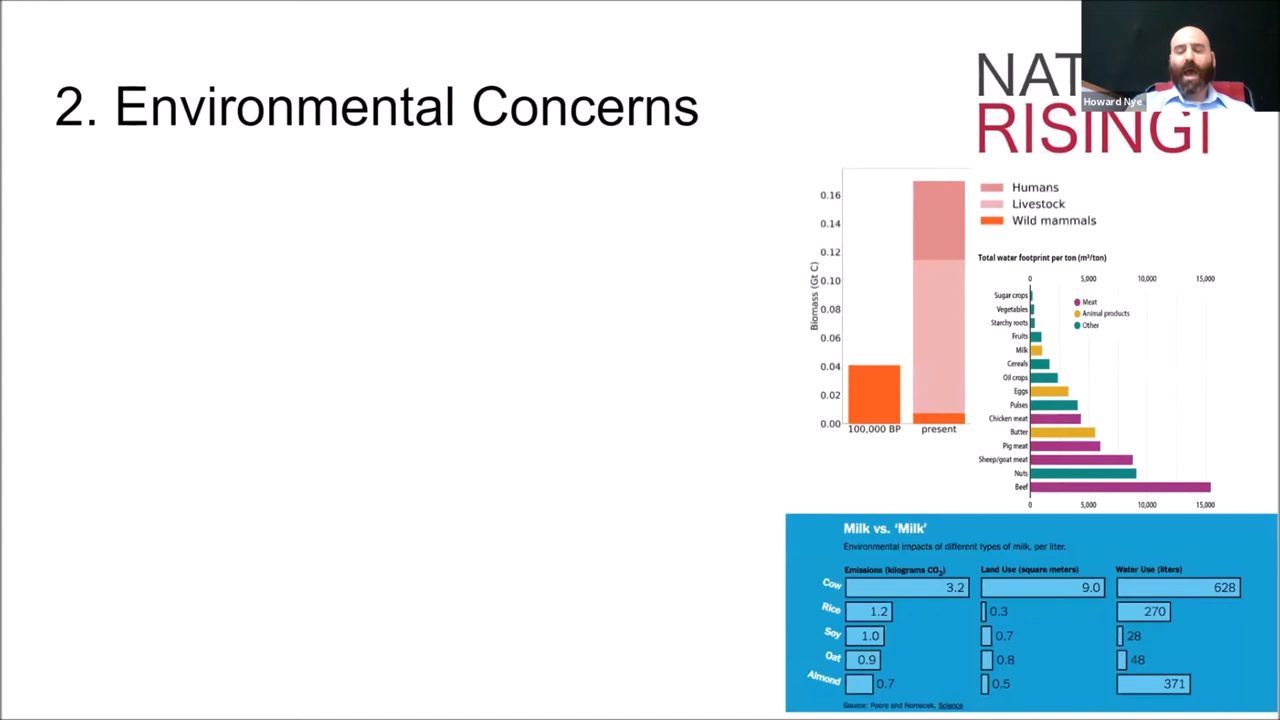 2. Environmental Concerns
NAT
RISING!
Howard Nye
Humans
Livestock
Wild mammals
Biomass (Gt C)
0.16
0.14
0.12
0.10
0.08
0.06
0.04
0.02
0.00
100,000 BP present
Total water footprint per ton (m³/ton)
0 5,000 10,000 15,000
Meat
Animal products
Other
Sugar crops
Vegetables
Starchy roots
Fruits
Milk
Cereals
Oil crops
Eggs
Pulses
Chicken meat
Butter
Pig meat
Sheep/goat meat
Nuts
Beef
0 5,000 10,000 15,000
Milk vs. ‘Milk’
Environmental impacts of different types of milk, per liter.
Emissions (kilograms CO₂) Land Use (square meters) Water Use (liters)
Cow 3.2 9.0 628
Rice 1.2 0.3 270
Soy 1.0 0.7 28
Oat 0.9 0.8 48
Almond 0.7 0.5 371
Source: Poore and Nemecek, Science